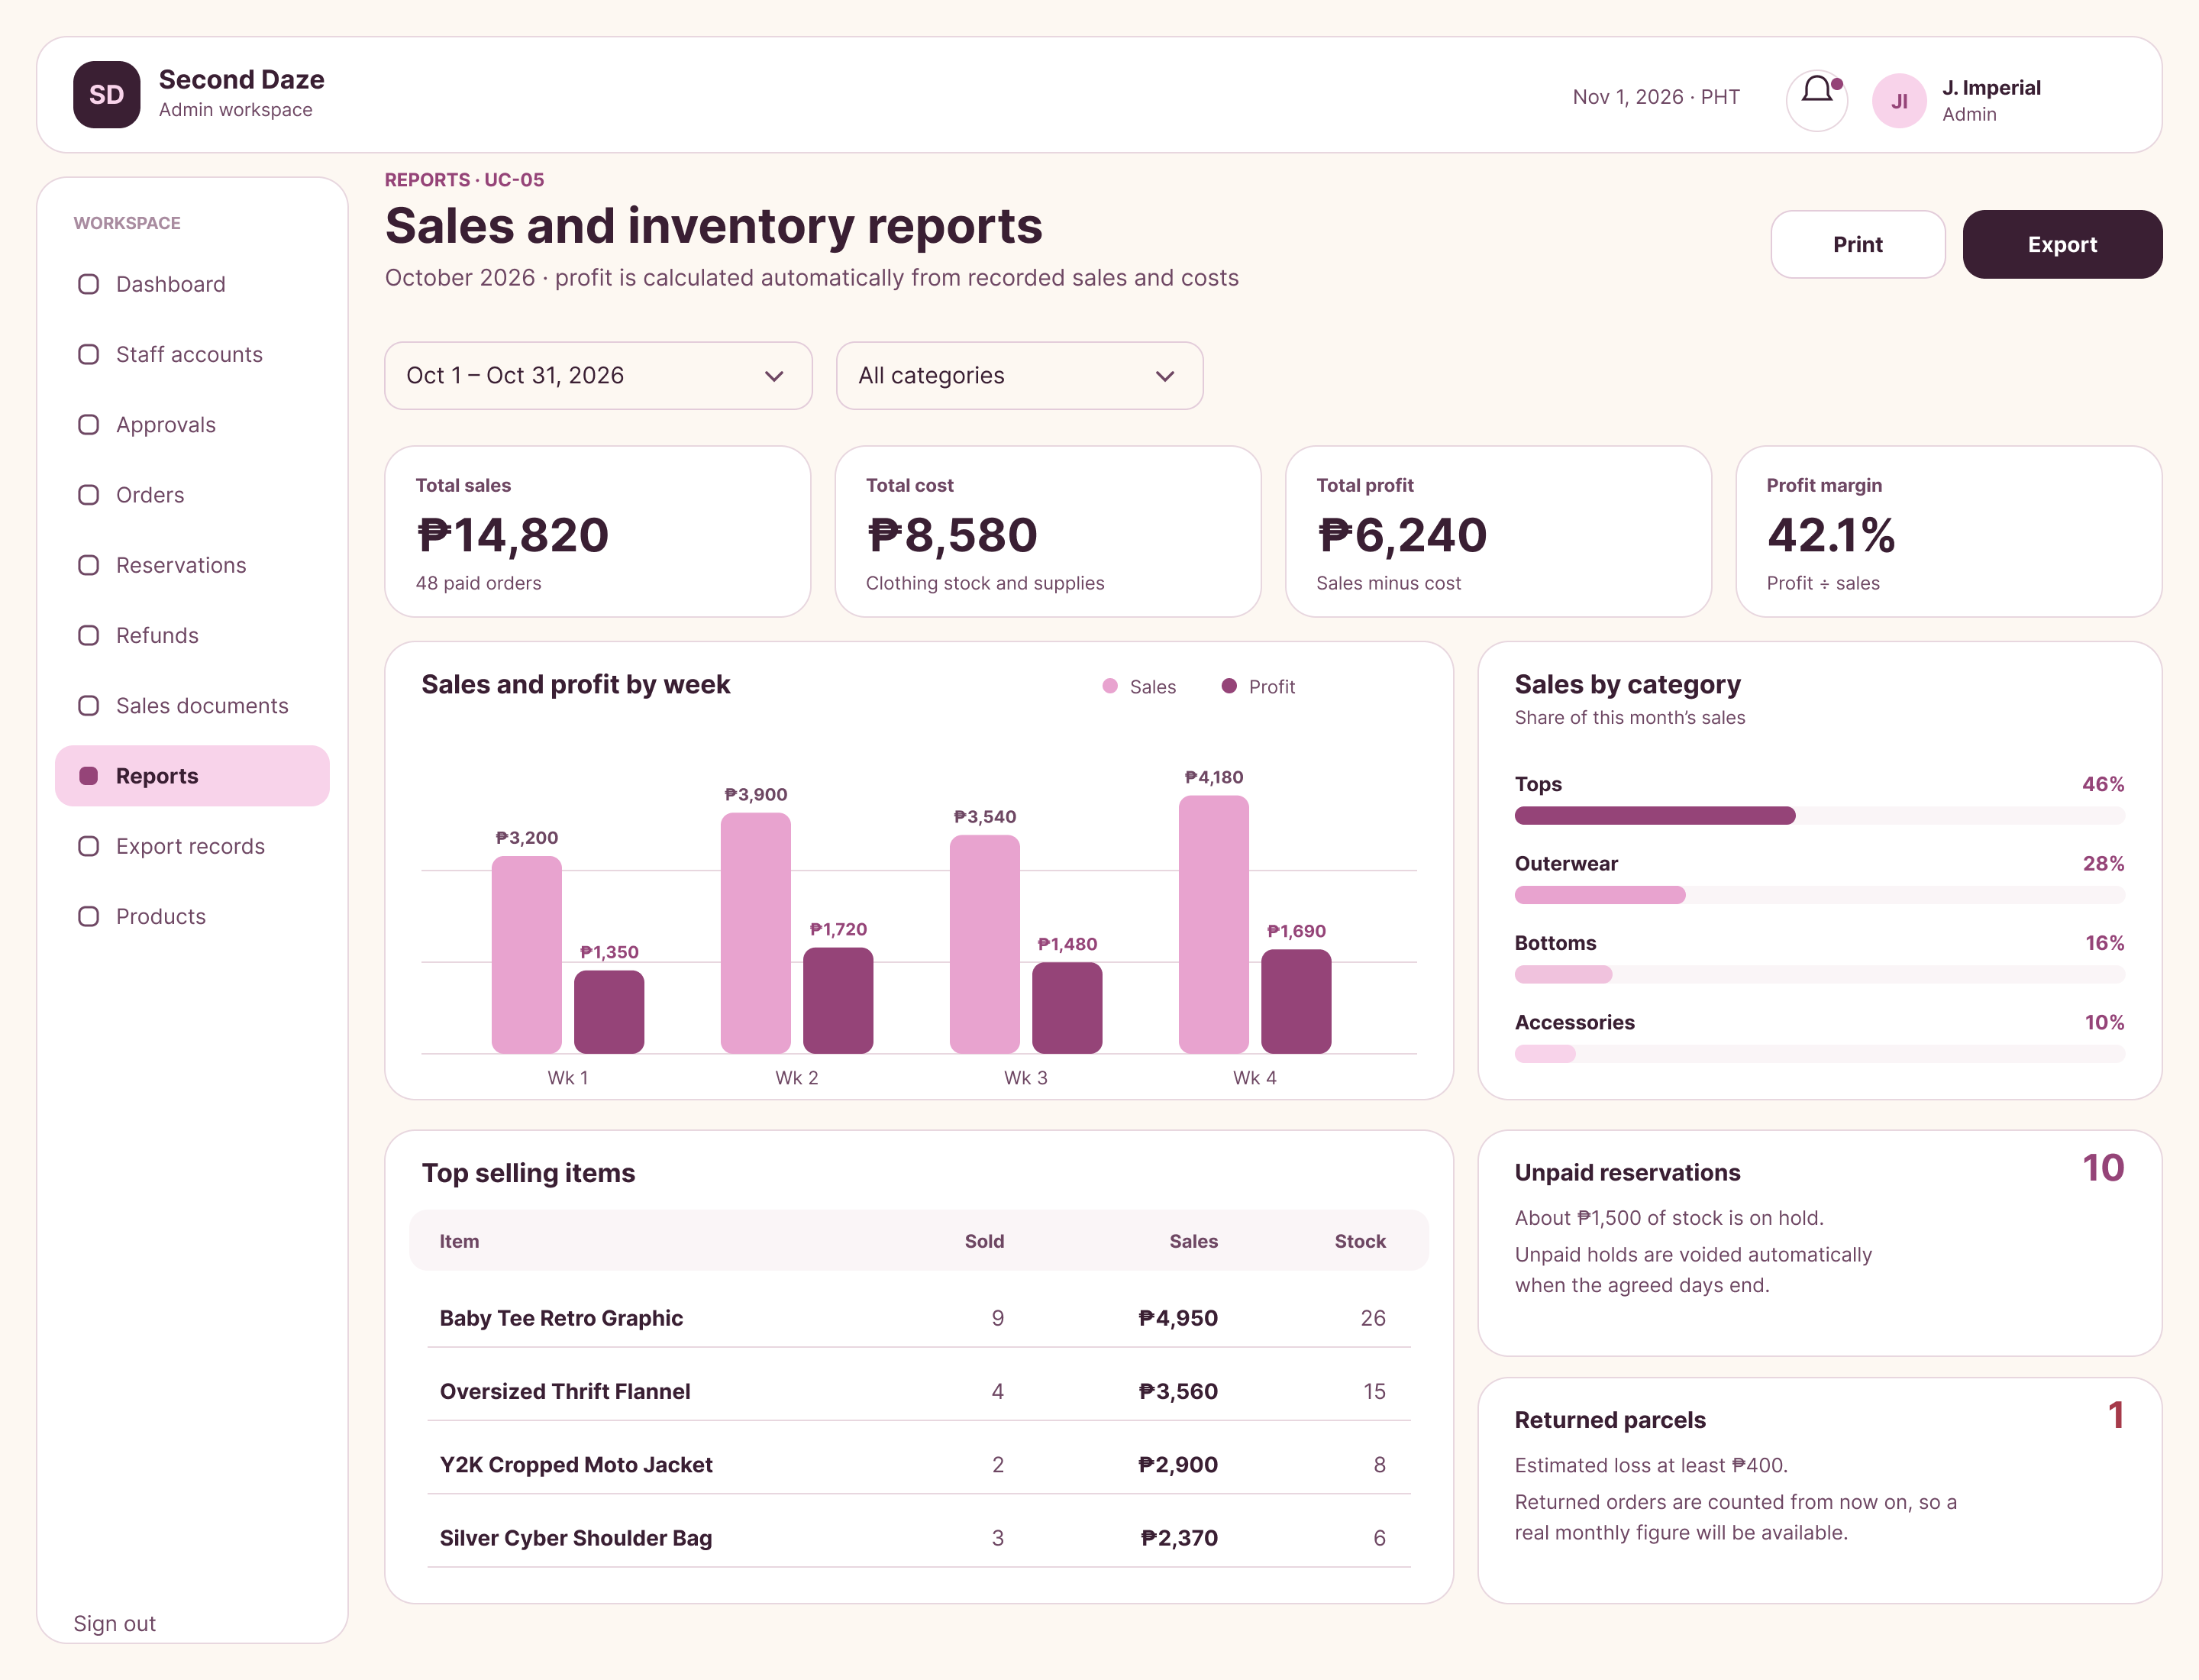 SD
Second Daze
Admin workspace
Nov 1, 2026 · PHT
JI
J. Imperial
Admin
WORKSPACE
Dashboard
Staff accounts
Approvals
Orders
Reservations
Refunds
Sales documents
Reports
Export records
Products
Sign out
REPORTS · UC-05
Sales and inventory reports
October 2026 · profit is calculated automatically from recorded sales and costs
Print
Export
Oct 1 – Oct 31, 2026
All categories
Total sales
₱14,820
48 paid orders
Total cost
₱8,580
Clothing stock and supplies
Total profit
₱6,240
Sales minus cost
Profit margin
42.1%
Profit ÷ sales
Sales and profit by week
Sales
Profit
₱3,200
₱1,350
Wk 1
₱3,900
₱1,720
Wk 2
₱3,540
₱1,480
Wk 3
₱4,180
₱1,690
Wk 4
Sales by category
Share of this month’s sales
Tops 46%
Outerwear 28%
Bottoms 16%
Accessories 10%
Top selling items
Item Sold Sales Stock
Baby Tee Retro Graphic 9 ₱4,950 26
Oversized Thrift Flannel 4 ₱3,560 15
Y2K Cropped Moto Jacket 2 ₱2,900 8
Silver Cyber Shoulder Bag 3 ₱2,370 6
Unpaid reservations 10
About ₱1,500 of stock is on hold.
Unpaid holds are voided automatically
when the agreed days end.
Returned parcels 1
Estimated loss at least ₱400.
Returned orders are counted from now on, so a
real monthly figure will be available.